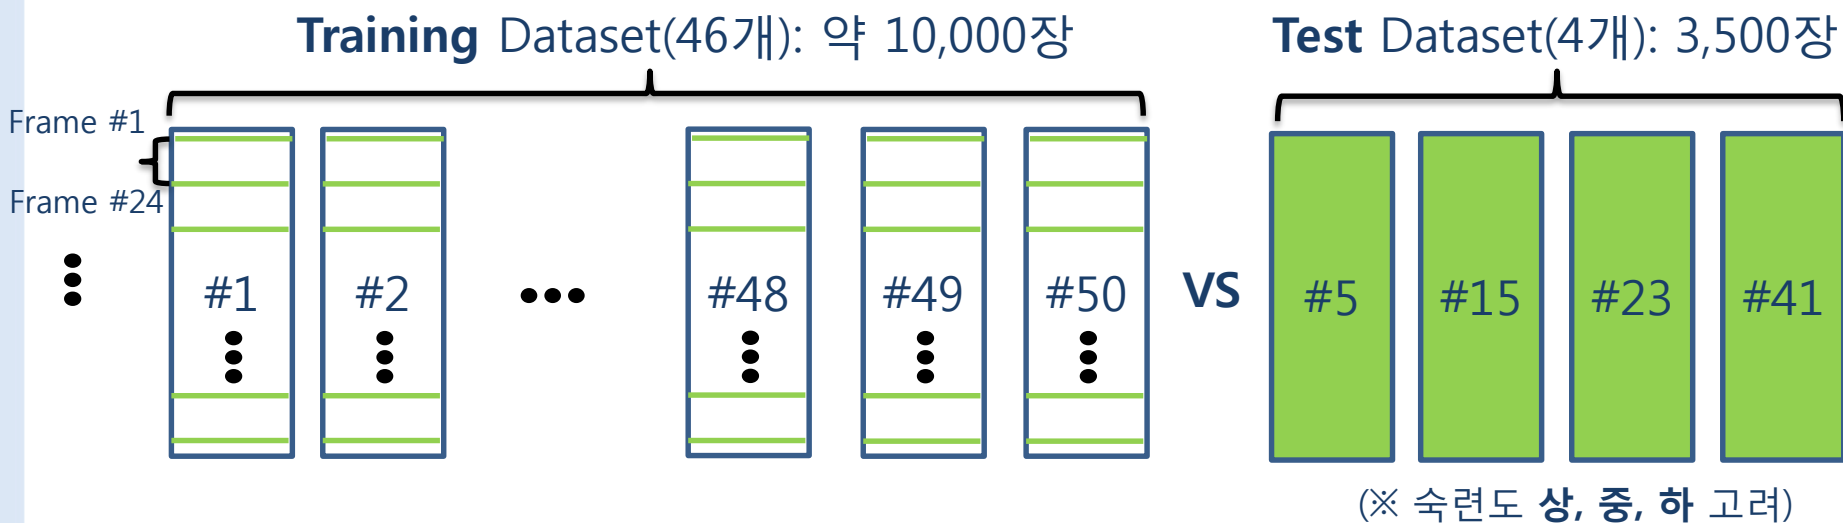 Training Dataset(46개): 약 10,000장
Test Dataset(4개): 3,500장
Frame #1
Frame #24
#1
#2
#48
#49
#50
VS
#5
#15
#23
#41
(※ 숙련도 상, 중, 하 고려)